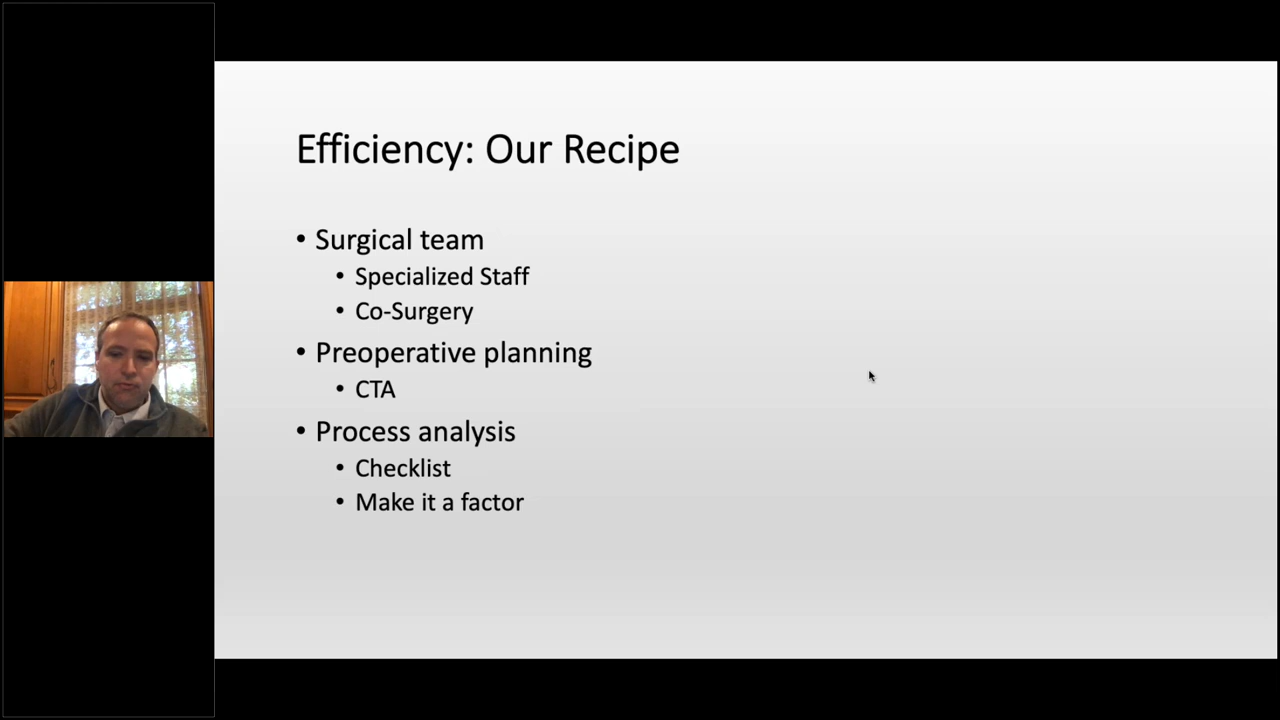 Efficiency: Our Recipe
• Surgical team
• Specialized Staff
• Co-Surgery
• Preoperative planning
• CTA
• Process analysis
• Checklist
• Make it a factor